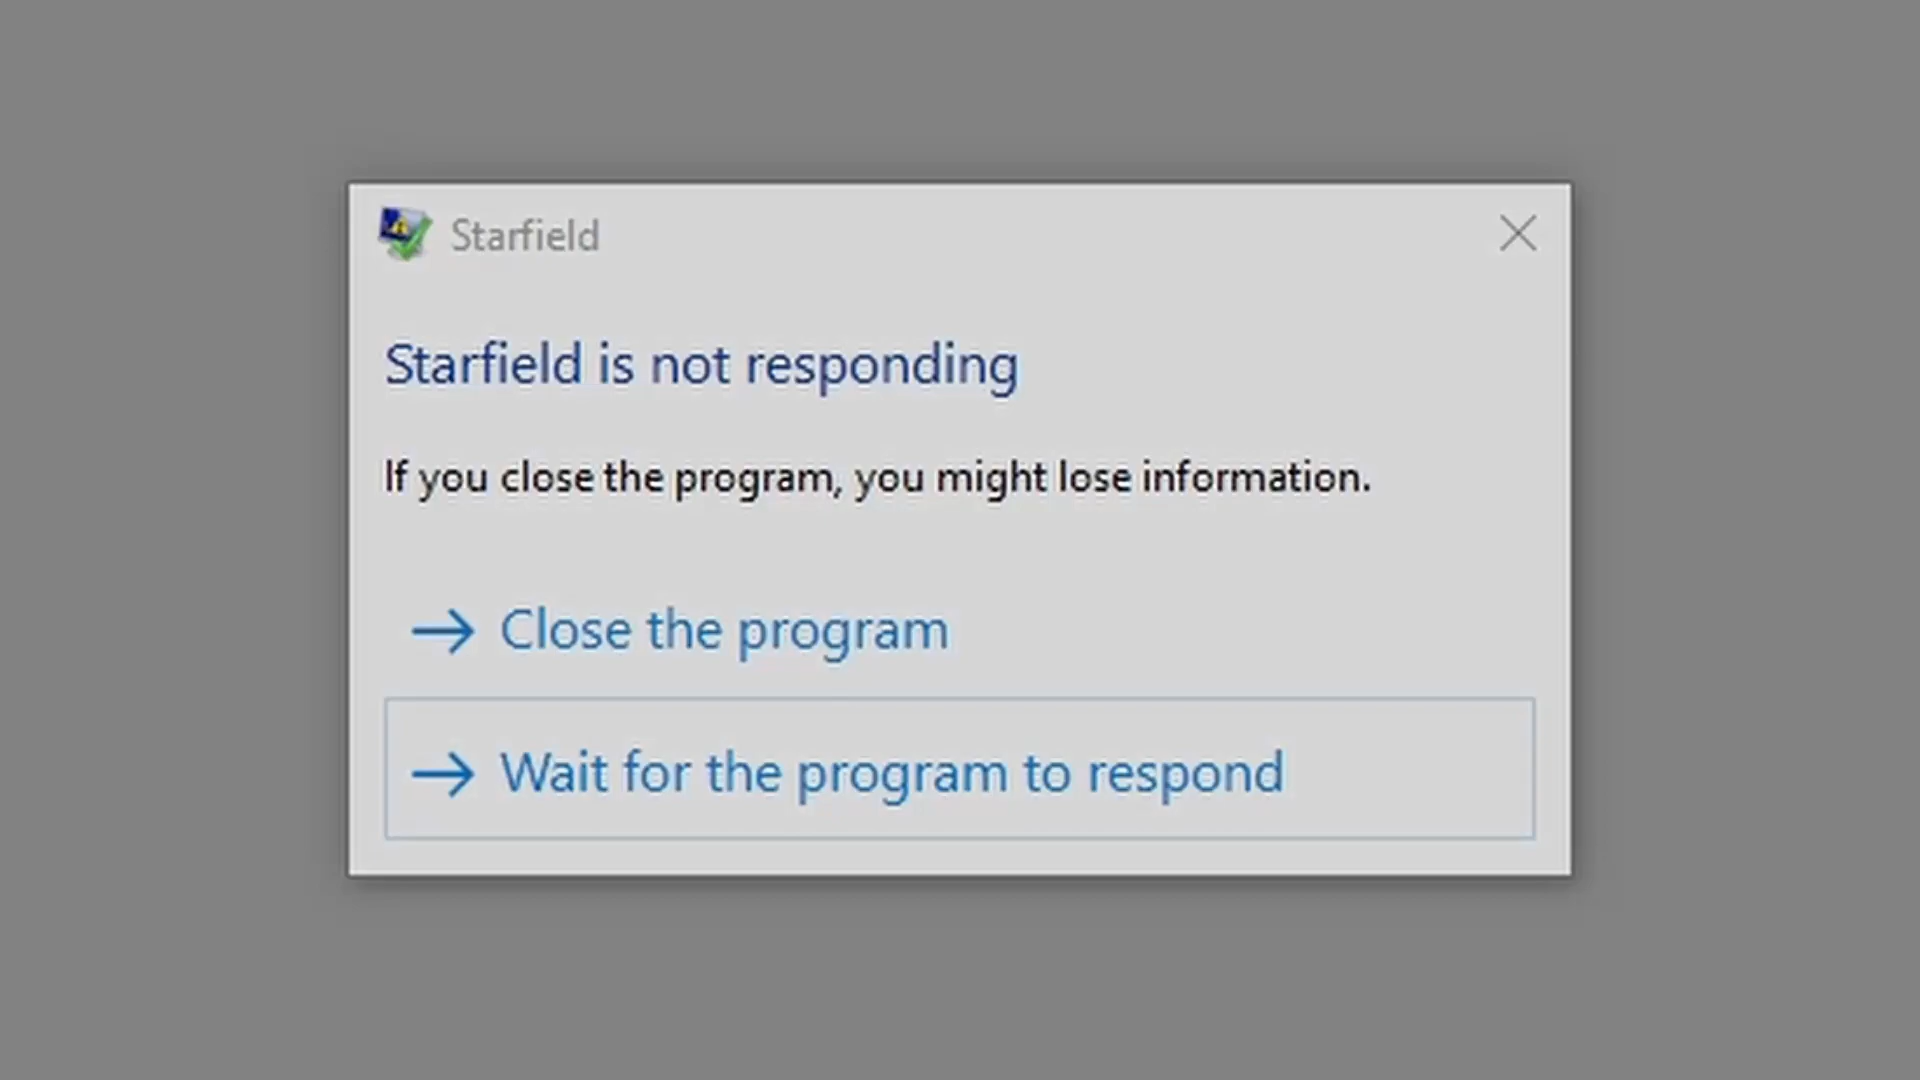 Starfield
Starfield is not responding
If you close the program, you might lose information.
Close the program
Wait for the program to respond